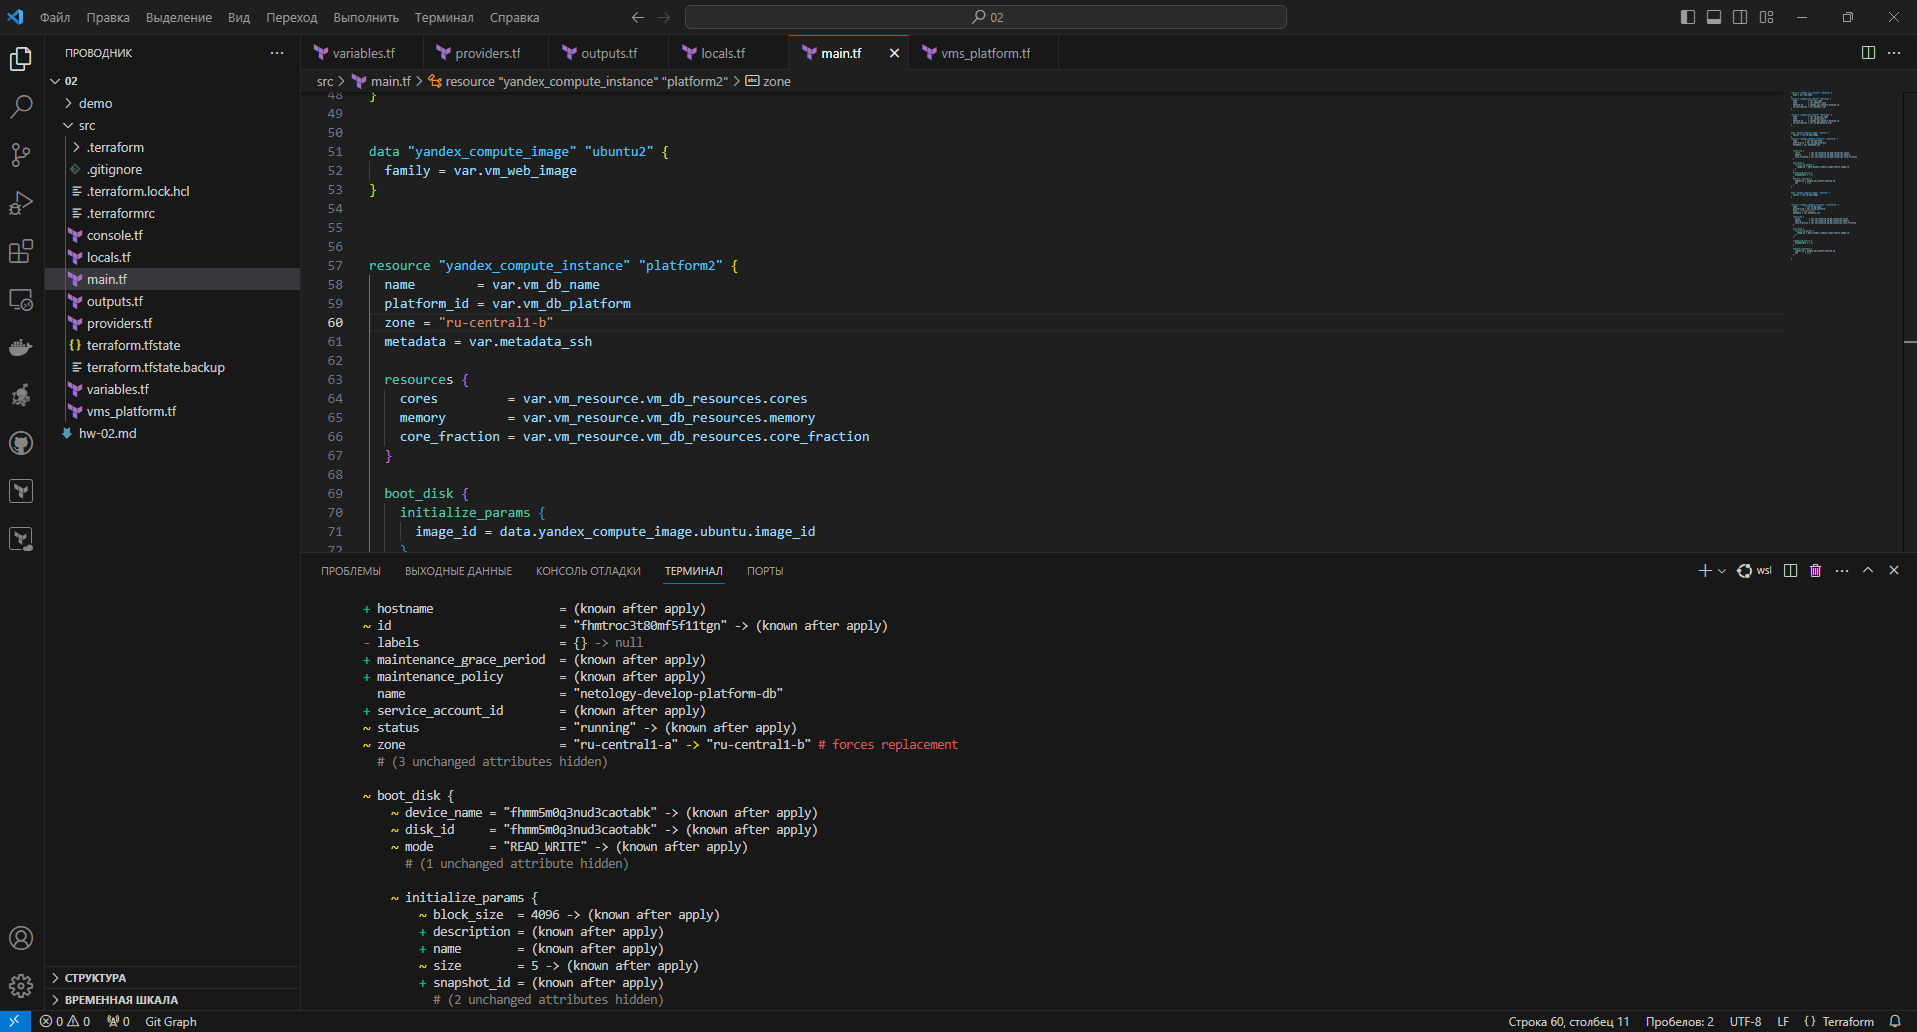 Файл Правка Выделение Вид Переход Выполнить Терминал Справка
02
ПРОВОДНИК
02
demo
src
.terraform
.gitignore
.terraform.lock.hcl
.terraformrc
console.tf
locals.tf
main.tf
outputs.tf
providers.tf
{} terraform.tfstate
terraform.tfstate.backup
variables.tf
vms_platform.tf
hw-02.md
СТРУКТУРА
ВРЕМЕННАЯ ШКАЛА
variables.tf providers.tf outputs.tf locals.tf main.tf vms_platform.tf
src > main.tf > resource "yandex_compute_instance" "platform2" > zone
48 }
49
50
51 data "yandex_compute_image" "ubuntu2" {
52 family = var.vm_web_image
53 }
54
55
56
57 resource "yandex_compute_instance" "platform2" {
58 name = var.vm_db_name
59 platform_id = var.vm_db_platform
60 zone = "ru-central1-b"
61 metadata = var.metadata_ssh
62
63 resources {
64 cores = var.vm_resource.vm_db_resources.cores
65 memory = var.vm_resource.vm_db_resources.memory
66 core_fraction = var.vm_resource.vm_db_resources.core_fraction
67 }
68
69 boot_disk {
70 initialize_params {
71 image_id = data.yandex_compute_image.ubuntu.image_id
72 }
ПРОБЛЕМЫ ВЫХОДНЫЕ ДАННЫЕ КОНСОЛЬ ОТЛАДКИ ТЕРМИНАЛ ПОРТЫ
wsl
+ hostname = (known after apply)
~ id = "fhmtroc3t80mf5f11tgn" -> (known after apply)
- labels = {} -> null
+ maintenance_grace_period = (known after apply)
+ maintenance_policy = (known after apply)
name = "netology-develop-platform-db"
+ service_account_id = (known after apply)
~ status = "running" -> (known after apply)
~ zone = "ru-central1-a" -> "ru-central1-b" # forces replacement
# (3 unchanged attributes hidden)
~ boot_disk {
~ device_name = "fhmm5m0q3nud3caotabk" -> (known after apply)
~ disk_id = "fhmm5m0q3nud3caotabk" -> (known after apply)
~ mode = "READ_WRITE" -> (known after apply)
# (1 unchanged attribute hidden)
~ initialize_params {
~ block_size = 4096 -> (known after apply)
+ description = (known after apply)
+ name = (known after apply)
~ size = 5 -> (known after apply)
+ snapshot_id = (known after apply)
# (2 unchanged attributes hidden)
0 0 0 Git Graph
Строка 60, столбец 11 Пробелов: 2 UTF-8 LF {} Terraform